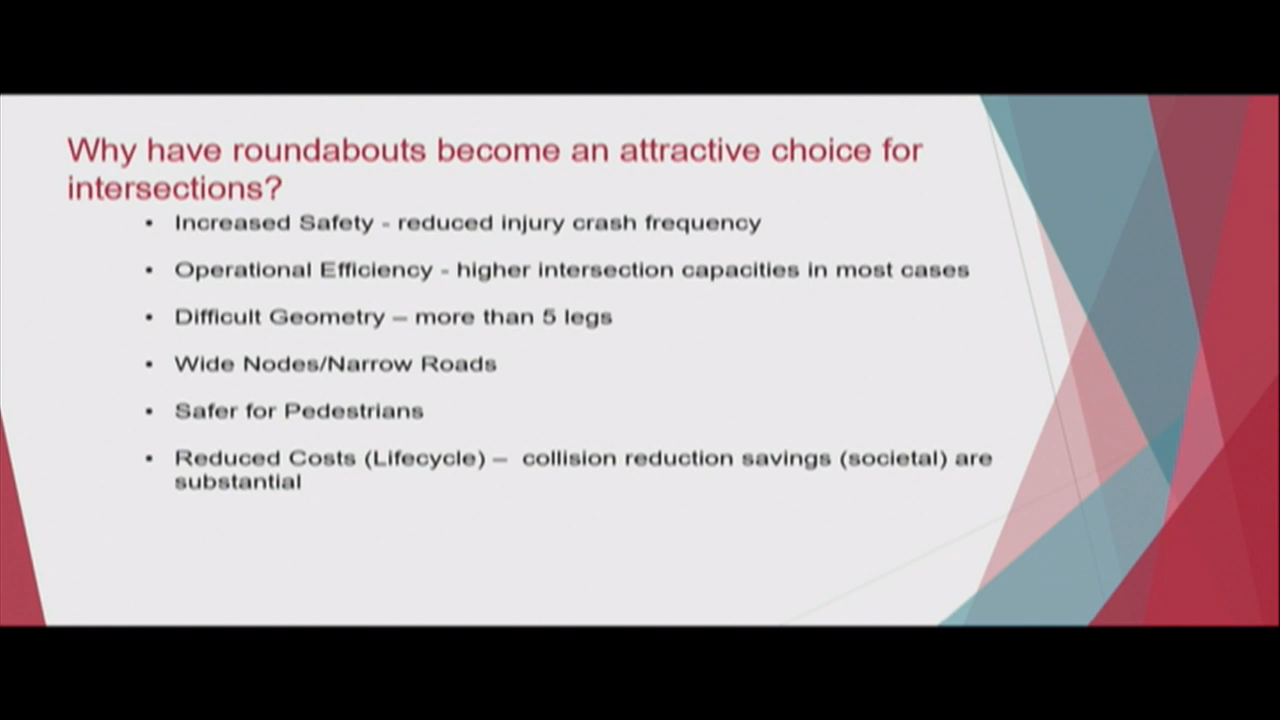 Why have roundabouts become an attractive choice for
intersections?
• Increased Safety - reduced injury crash frequency
• Operational Efficiency - higher intersection capacities in most cases
• Difficult Geometry – more than 5 legs
• Wide Nodes/Narrow Roads
• Safer for Pedestrians
• Reduced Costs (Lifecycle) – collision reduction savings (societal) are
substantial